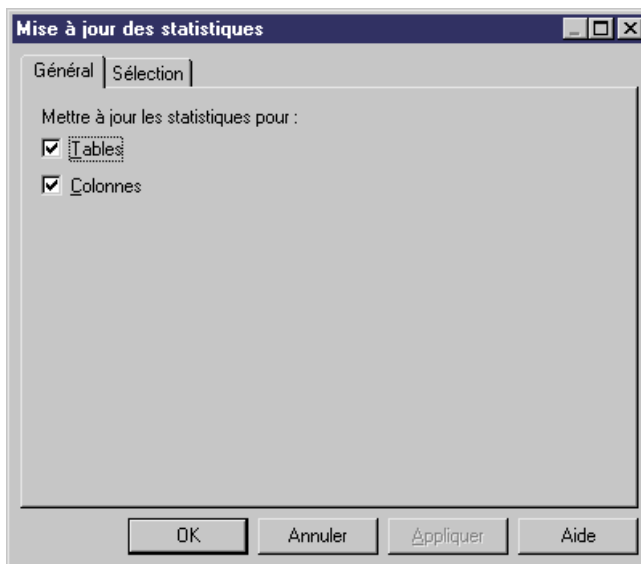 Mise à jour des statistiques
Général Sélection
Mettre à jour les statistiques pour :
Tables
Colonnes
OK Annuler Appliquer Aide